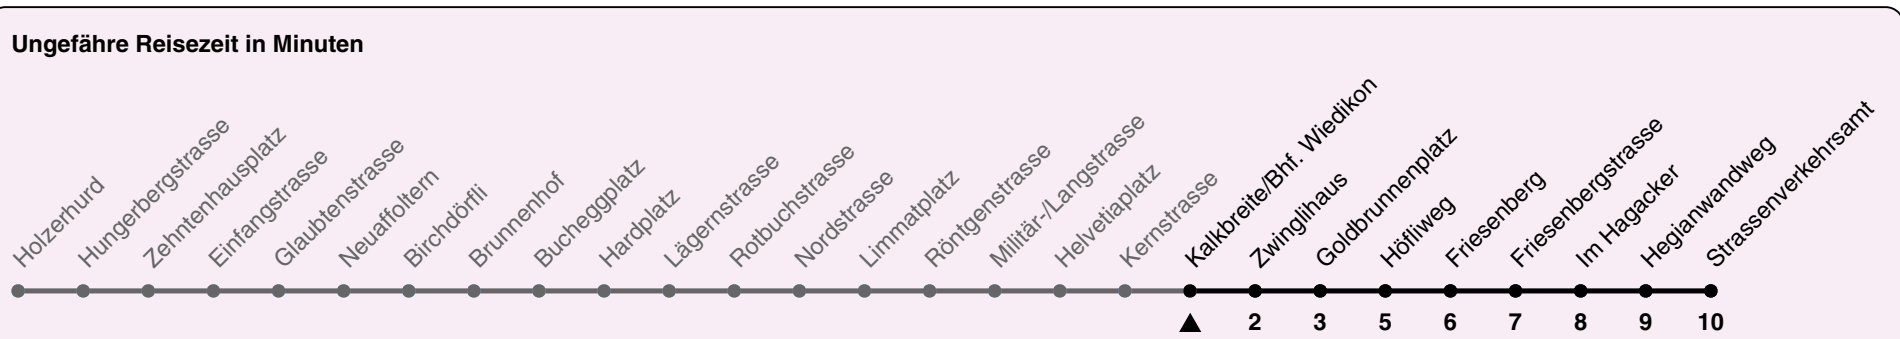 Ungefähre Reisezeit in Minuten
Holzerhurd
Hungerbergstrasse
Zehntenhausplatz
Einfangstrasse
Glaubtenstrasse
Neuaffoltern
Birchdörfli
Brunnenhof
Bucheggplatz
Hardplatz
Lägernstrasse
Rotbuchstrasse
Nordstrasse
Limmatplatz
Röntgenstrasse
Militär-/Langstrasse
Helvetiaplatz
Kernstrasse
Kalkbreite/Bhf. Wiedikon
Zwinglihaus
Goldbrunnenplatz
Höfliweg
Friesenberg
Friesenbergstrasse
Im Hagacker
Hegianwandweg
Strassenverkehrsamt
2 3 5 6 7 8 9 10